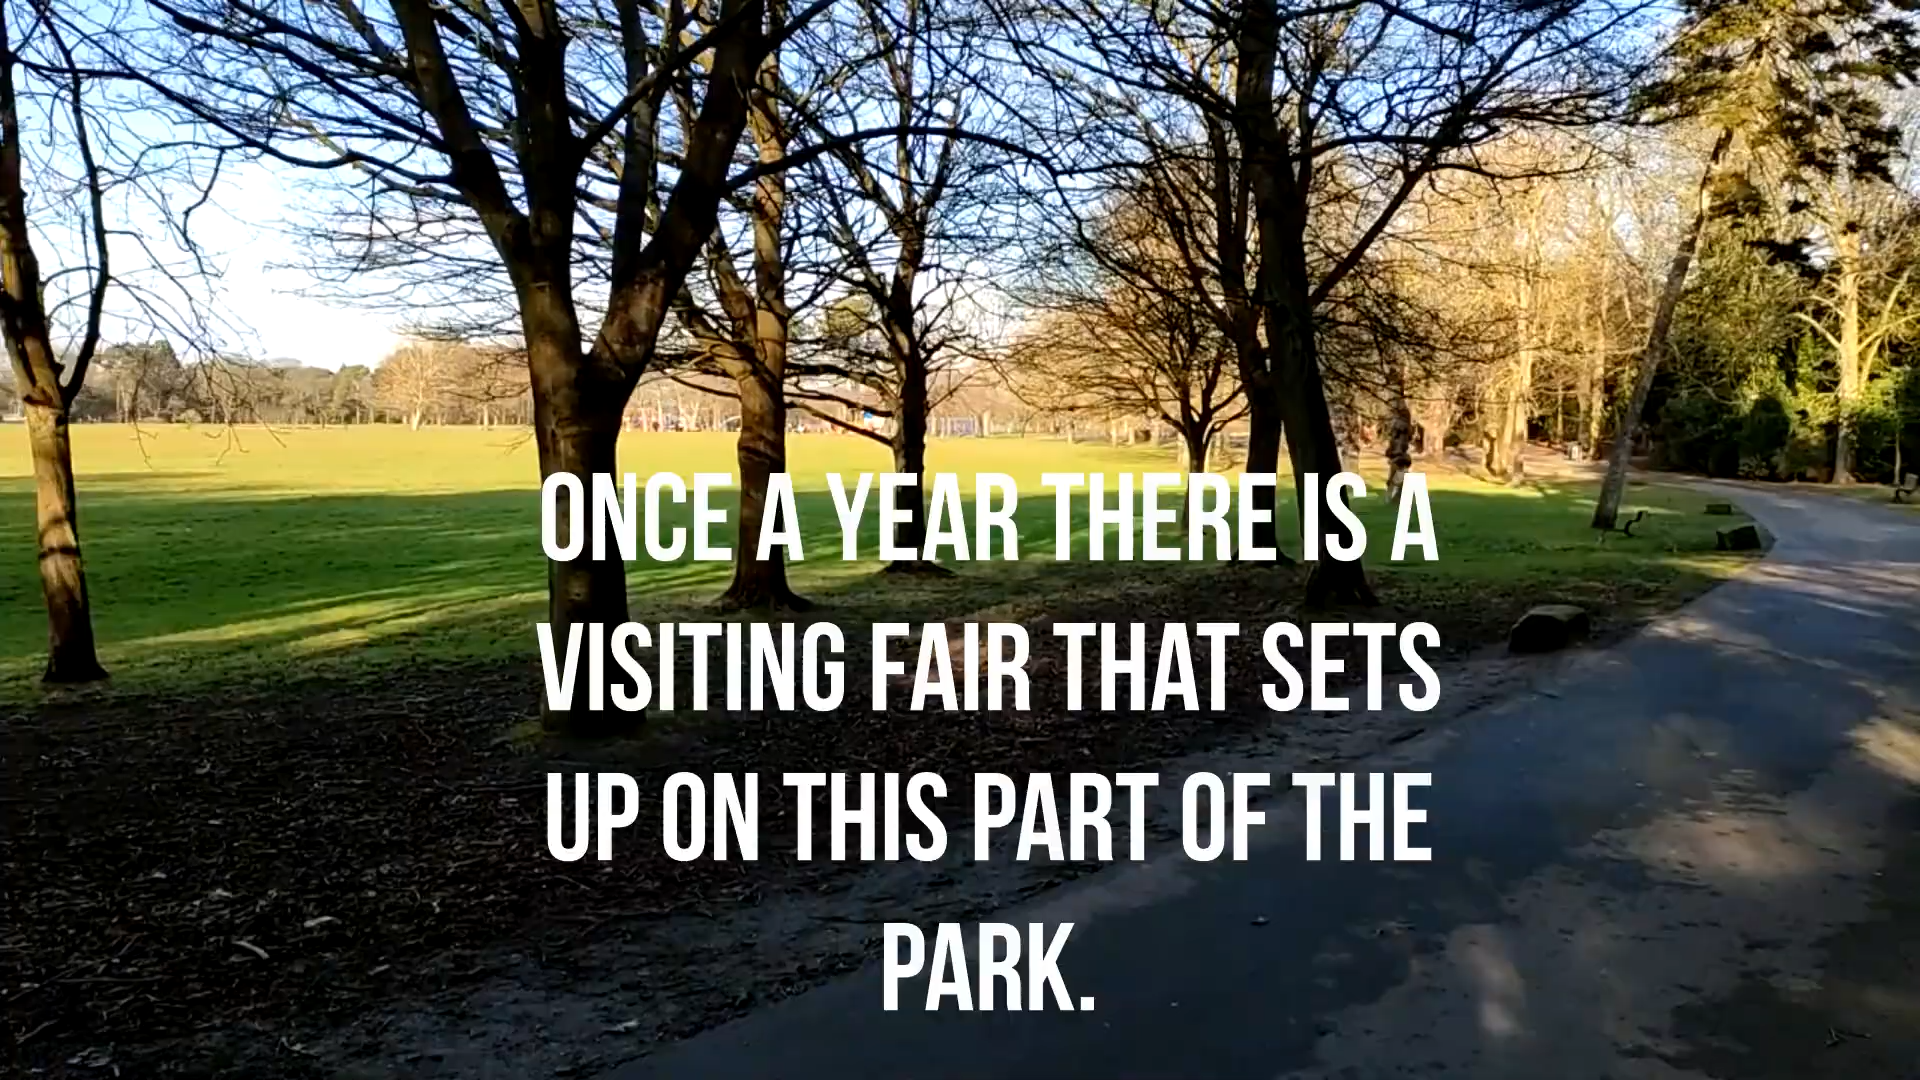 ONCE A YEAR THERE IS A
VISITING FAIR THAT SETS
UP ON THIS PART OF THE
PARK.